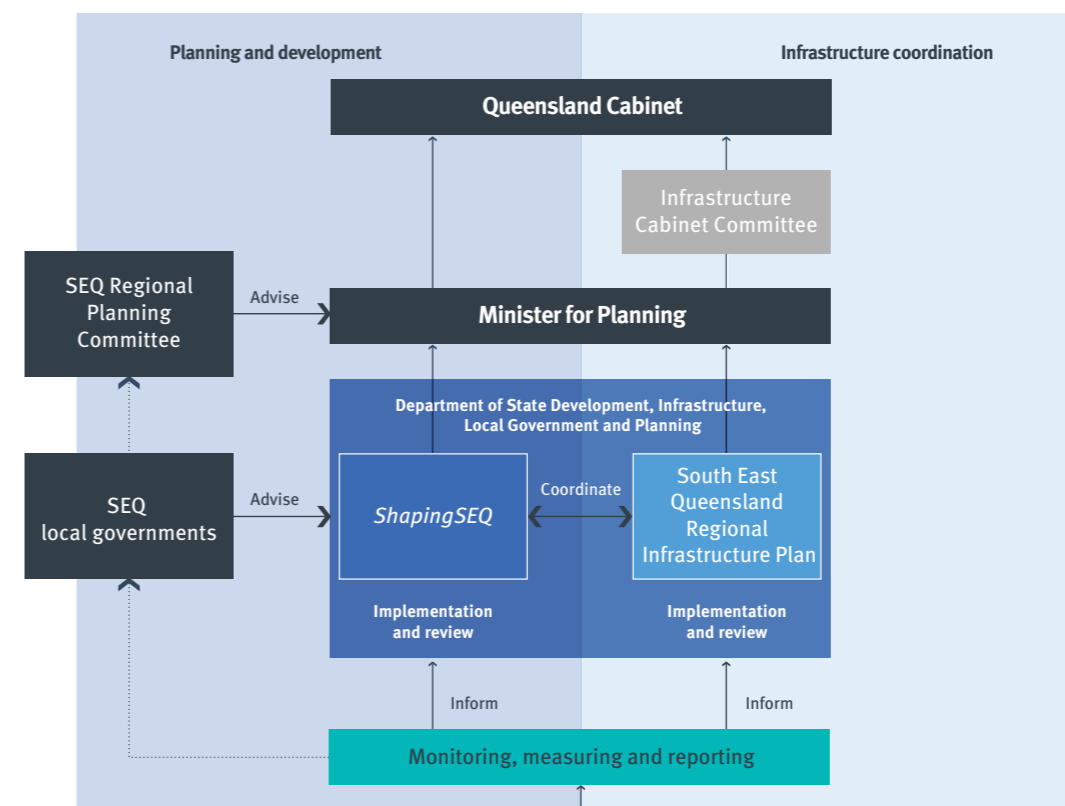 Planning and development
Infrastructure coordination
Queensland Cabinet
Infrastructure
Cabinet Committee
SEQ Regional
Planning
Committee
Advise
Minister for Planning
Department of State Development, Infrastructure,
Local Government and Planning
SEQ
local governments
Advise
ShapingSEQ
Coordinate
South East
Queensland
Regional
Infrastructure Plan
Implementation
and review
Implementation
and review
Inform
Inform
Monitoring, measuring and reporting